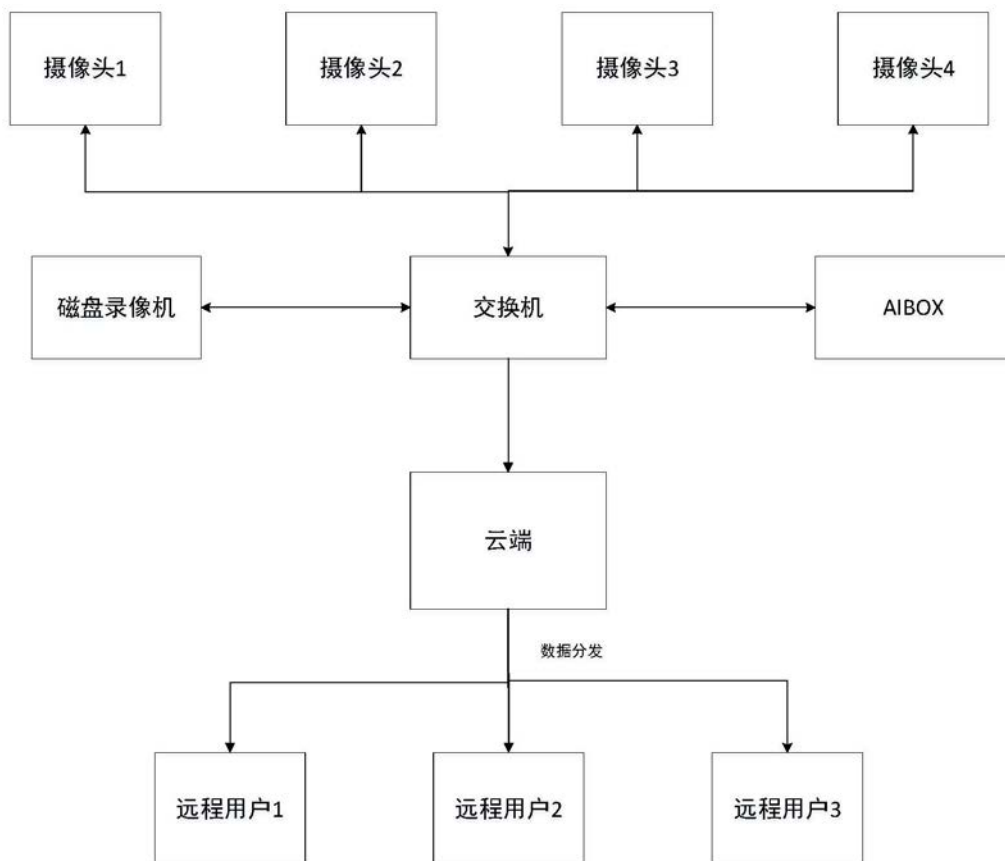 摄像头1
摄像头2
摄像头3
摄像头4
磁盘录像机
交换机
AIBOX
云端
数据分发
远程用户1
远程用户2
远程用户3